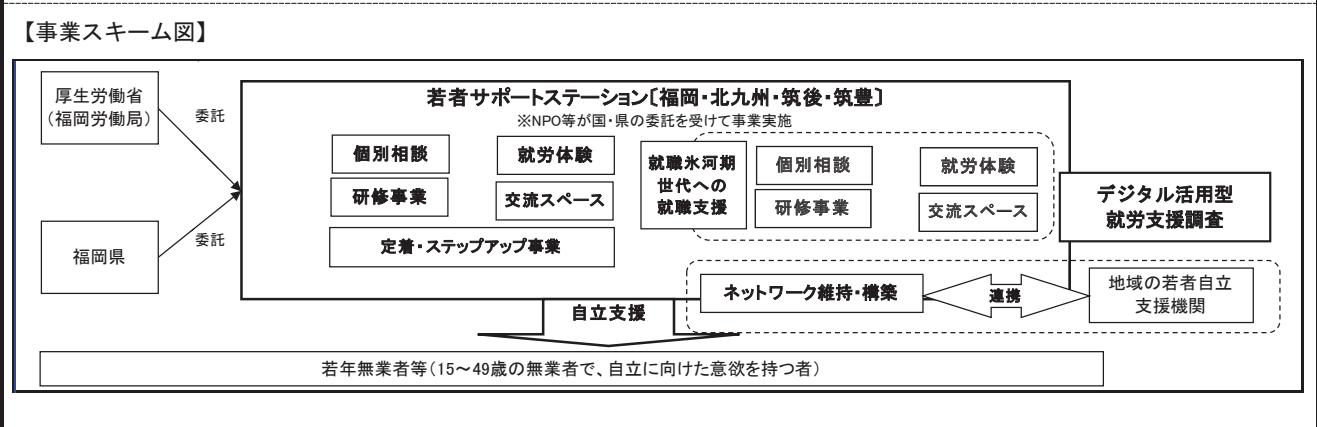 【事業スキーム図】
厚生労働省
（福岡労働局）
委託
福岡県
委託
若者サポートステーション〔福岡・北九州・筑後・筑豊〕
※NPO等が国・県の委託を受けて事業実施
個別相談
就労体験
研修事業
交流スペース
定着・ステップアップ事業
就職氷河期
世代への
就職支援
個別相談
就労体験
研修事業
交流スペース
デジタル活用型
就労支援調査
ネットワーク維持・構築
連携
地域の若者自立
支援機関
自立支援
若年無業者等（15～49歳の無業者で、自立に向けた意欲を持つ者）